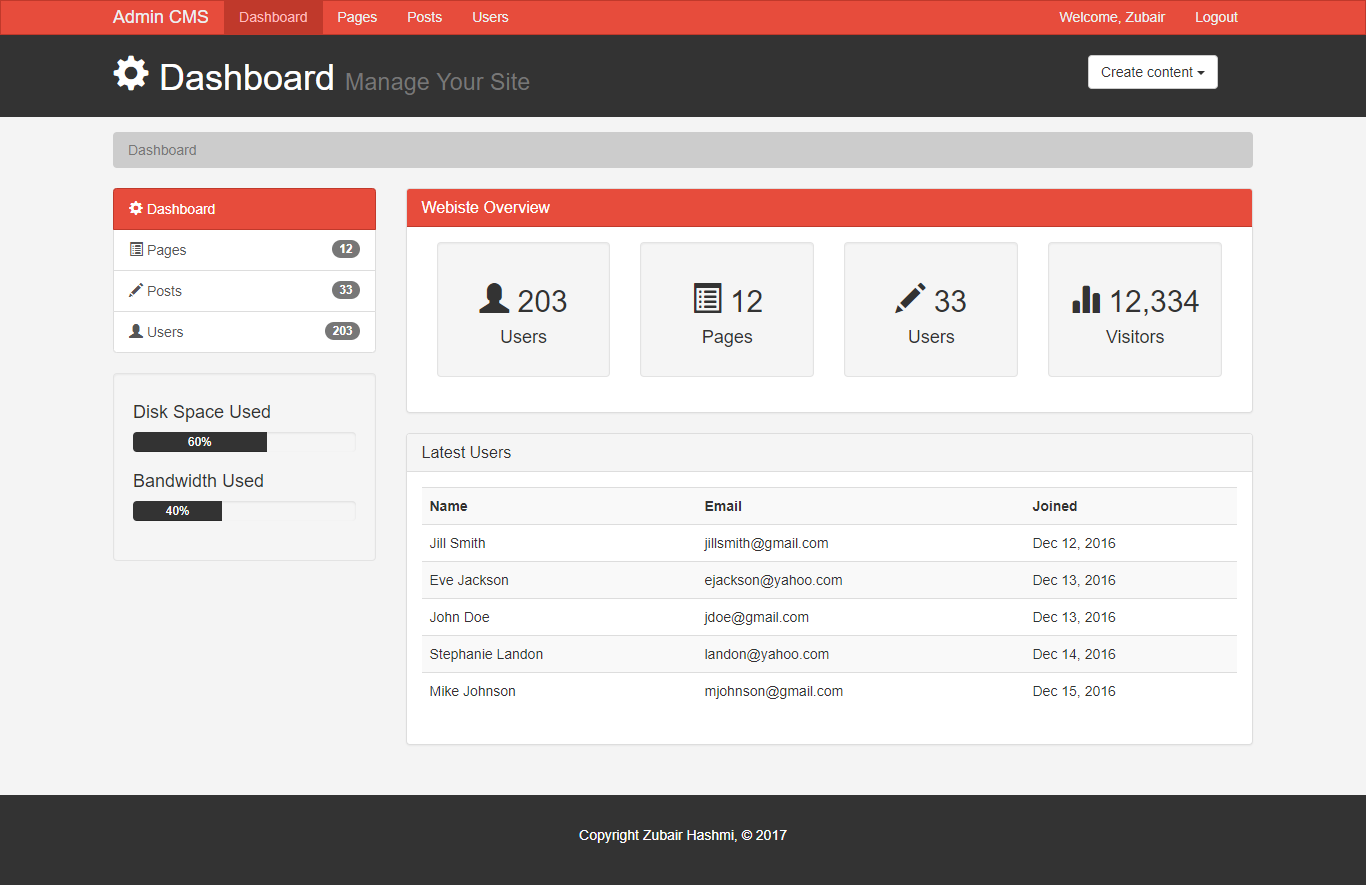 Admin CMS Dashboard Pages Posts Users Welcome, Zubair Logout
Dashboard Manage Your Site Create content
Dashboard
Dashboard
Pages 12
Posts 33
Users 203
Disk Space Used
60%
Bandwidth Used
40%
Webiste Overview
203
Users
12
Pages
33
Users
12,334
Visitors
Latest Users
Name Email Joined
Jill Smith jillsmith@gmail.com Dec 12, 2016
Eve Jackson ejackson@yahoo.com Dec 13, 2016
John Doe jdoe@gmail.com Dec 13, 2016
Stephanie Landon landon@yahoo.com Dec 14, 2016
Mike Johnson mjohnson@gmail.com Dec 15, 2016
Copyright Zubair Hashmi, © 2017